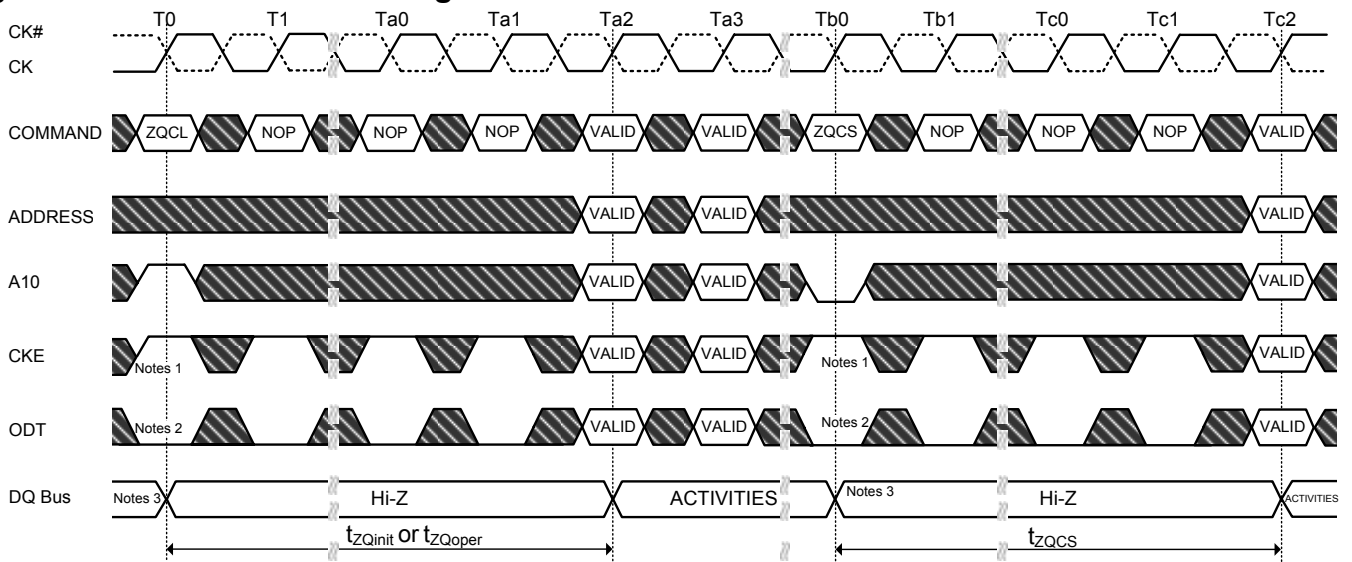 T0 T1 Ta0 Ta1 Ta2 Ta3 Tb0 Tb1 Tc0 Tc1 Tc2
CK#
CK
COMMAND ZQCL NOP NOP NOP VALID VALID ZQCS NOP NOP NOP VALID
ADDRESS VALID VALID VALID
A10 VALID VALID VALID
CKE Notes 1 VALID VALID Notes 1 VALID
ODT Notes 2 VALID VALID Notes 2 VALID
DQ Bus Notes 3 Hi-Z ACTIVITIES Notes 3 Hi-Z ACTIVITIES
tZQinit or tZQoper tZQCS